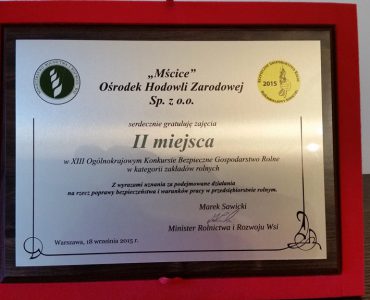 „Mścice"
Ośrodek Hodowli Zarodowej
Sp. z o.o.
2015
serdecznie gratuluję zajęcia
II miejsca
w XIII Ogólnokrajowym Konkursie Bezpieczne Gospodarstwo Rolne
w kategorii zakładów rolnych
Z wyrazami uznania za podejmowane działania
na rzecz poprawy bezpieczeństwa i warunków pracy w przedsiębiorstwie rolnym.
Marek Sawicki
Minister Rolnictwa i Rozwoju Wsi
Warszawa, 18 września 2015 r.